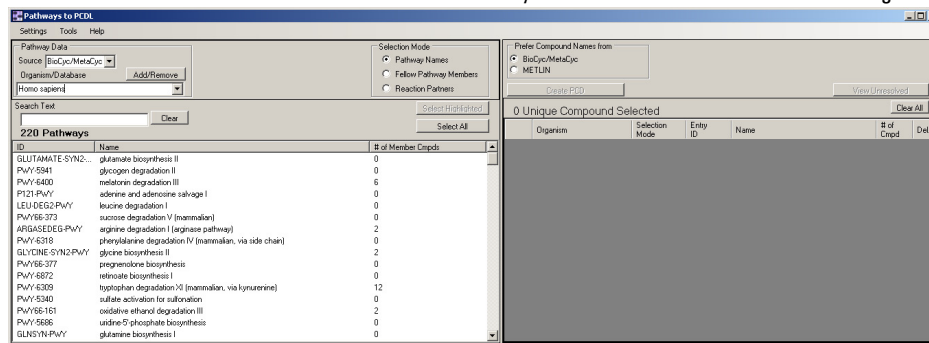 Pathways to PCDL
Settings Tools Help
Pathway Data
Source BioCyc/MetaCyc
Organism/Database Add/Remove
Homo sapiens
Selection Mode
Pathway Names
Fellow Pathway Members
Reaction Partners
Search Text
Clear
Select Highlighted
Select All
220 Pathways
ID Name # of Member Cmpds
GLUTAMATE-SYN2-... glutamate biosynthesis II 0
PWY-5941 glycogen degradation II 0
PWY-6400 melatonin degradation III 6
P121-PWY adenine and adenosine salvage I 0
LEU-DEG2-PWY leucine degradation I 0
PWY66-373 sucrose degradation V (mammalian) 0
ARGASEDEG-PWY arginine degradation I (arginase pathway) 2
PWY-6318 phenylalanine degradation IV (mammalian, via side chain) 0
GLYCINE-SYN2-PWY glycine biosynthesis II 2
PWY66-377 pregnenolone biosynthesis 0
PWY-6872 retinoate biosynthesis I 0
PWY-6309 tryptophan degradation XI (mammalian, via kynurenine) 12
PWY-5340 sulfate activation for sulfonation 0
PWY66-161 oxidative ethanol degradation III 2
PWY-5686 uridine-5'-phosphate biosynthesis 0
GLNSYN-PWY glutamine biosynthesis I 0
Prefer Compound Names from
BioCyc/MetaCyc
METLIN
Create PCD View Unresolved
0 Unique Compound Selected Clear All
Organism Selection Mode Entry ID Name # of Cmpd Del